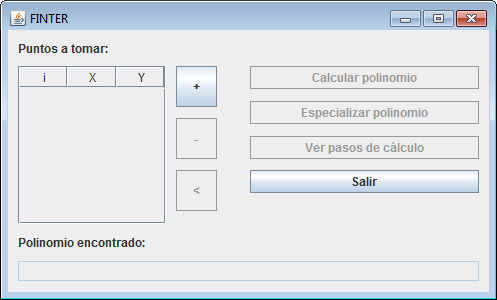 FINTER
Puntos a tomar:
i X Y
+
-
<
Calcular polinomio
Especializar polinomio
Ver pasos de cálculo
Salir
Polinomio encontrado: